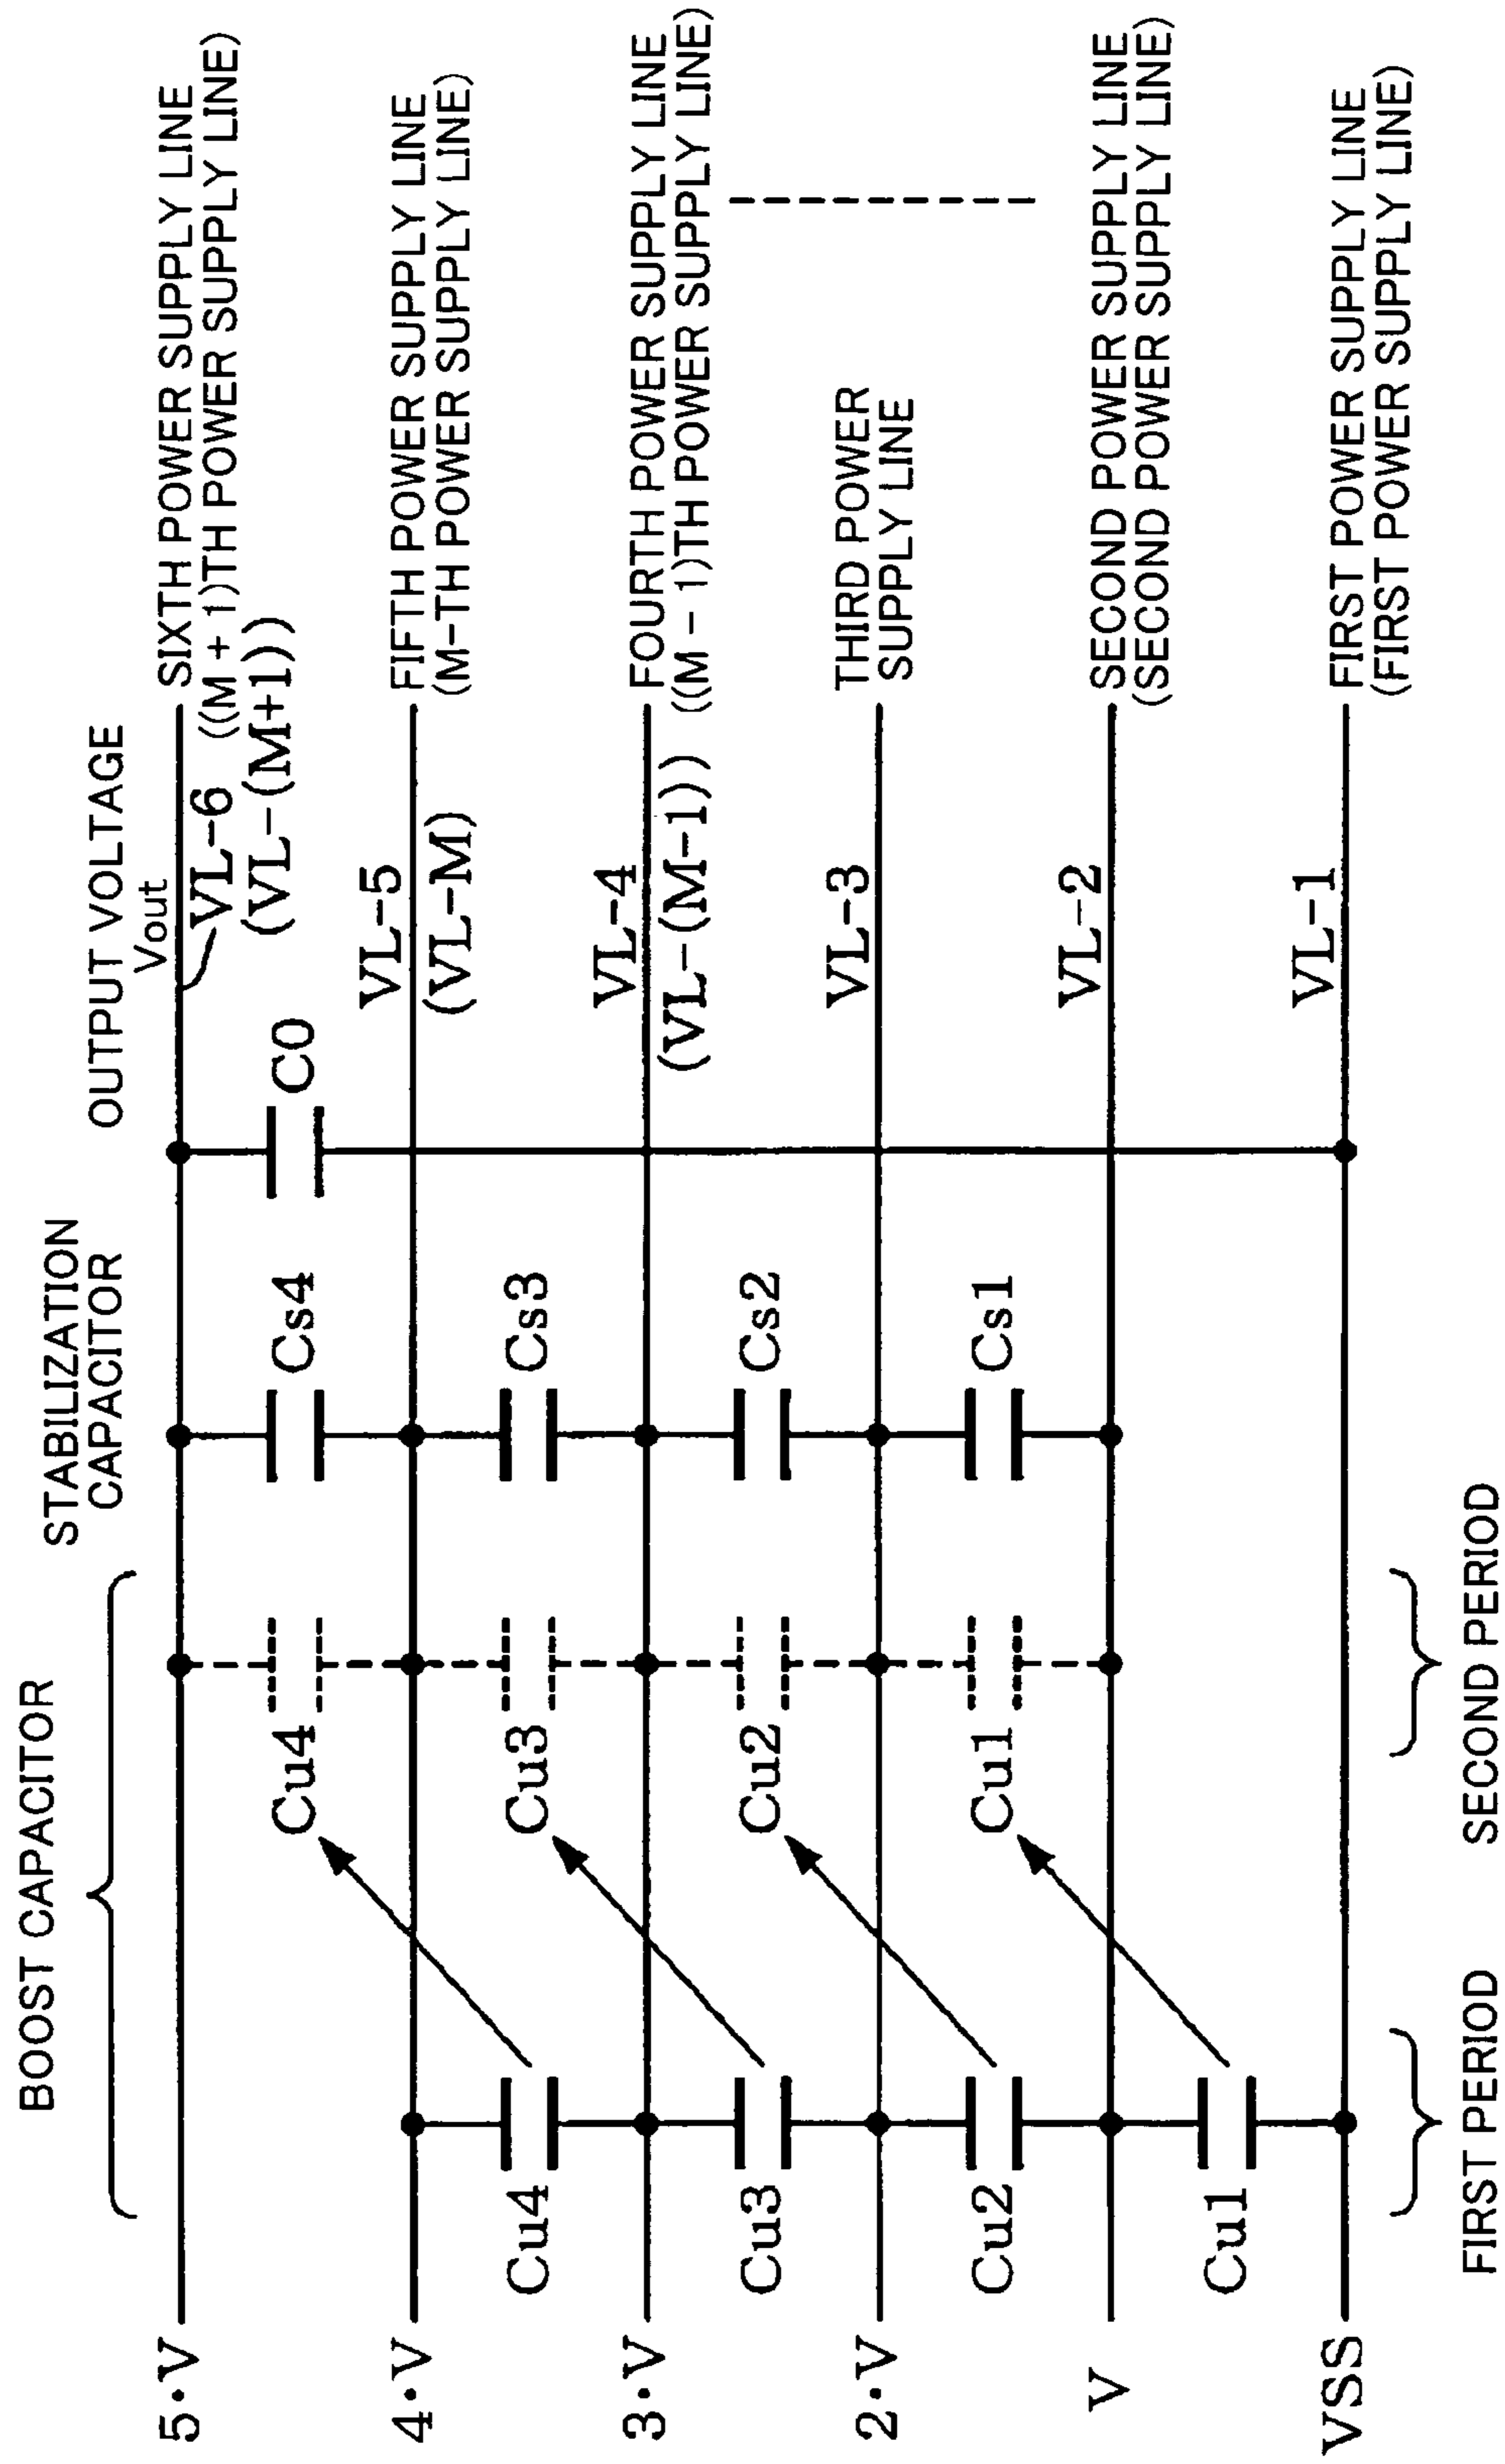 BOOST CAPACITOR
STABILIZATION
CAPACITOR
OUTPUT VOLTAGE
Vout
5·V
VL-6
(VL-(M+1))
SIXTH POWER SUPPLY LINE
((M + 1)TH POWER SUPPLY LINE)
Cu4
Cs4
C0
4·V
VL-5
(VL-M)
FIFTH POWER SUPPLY LINE
(M-TH POWER SUPPLY LINE)
Cu4
Cu3
Cs3
3·V
VL-4
(VL-(M-1))
FOURTH POWER SUPPLY LINE
((M - 1)TH POWER SUPPLY LINE)
Cu3
Cu2
Cs2
2·V
VL-3
THIRD POWER
SUPPLY LINE
Cu2
Cu1
Cs1
V
VL-2
SECOND POWER SUPPLY LINE
(SECOND POWER SUPPLY LINE)
Cu1
VSS
VL-1
FIRST POWER SUPPLY LINE
(FIRST POWER SUPPLY LINE)
FIRST PERIOD
SECOND PERIOD